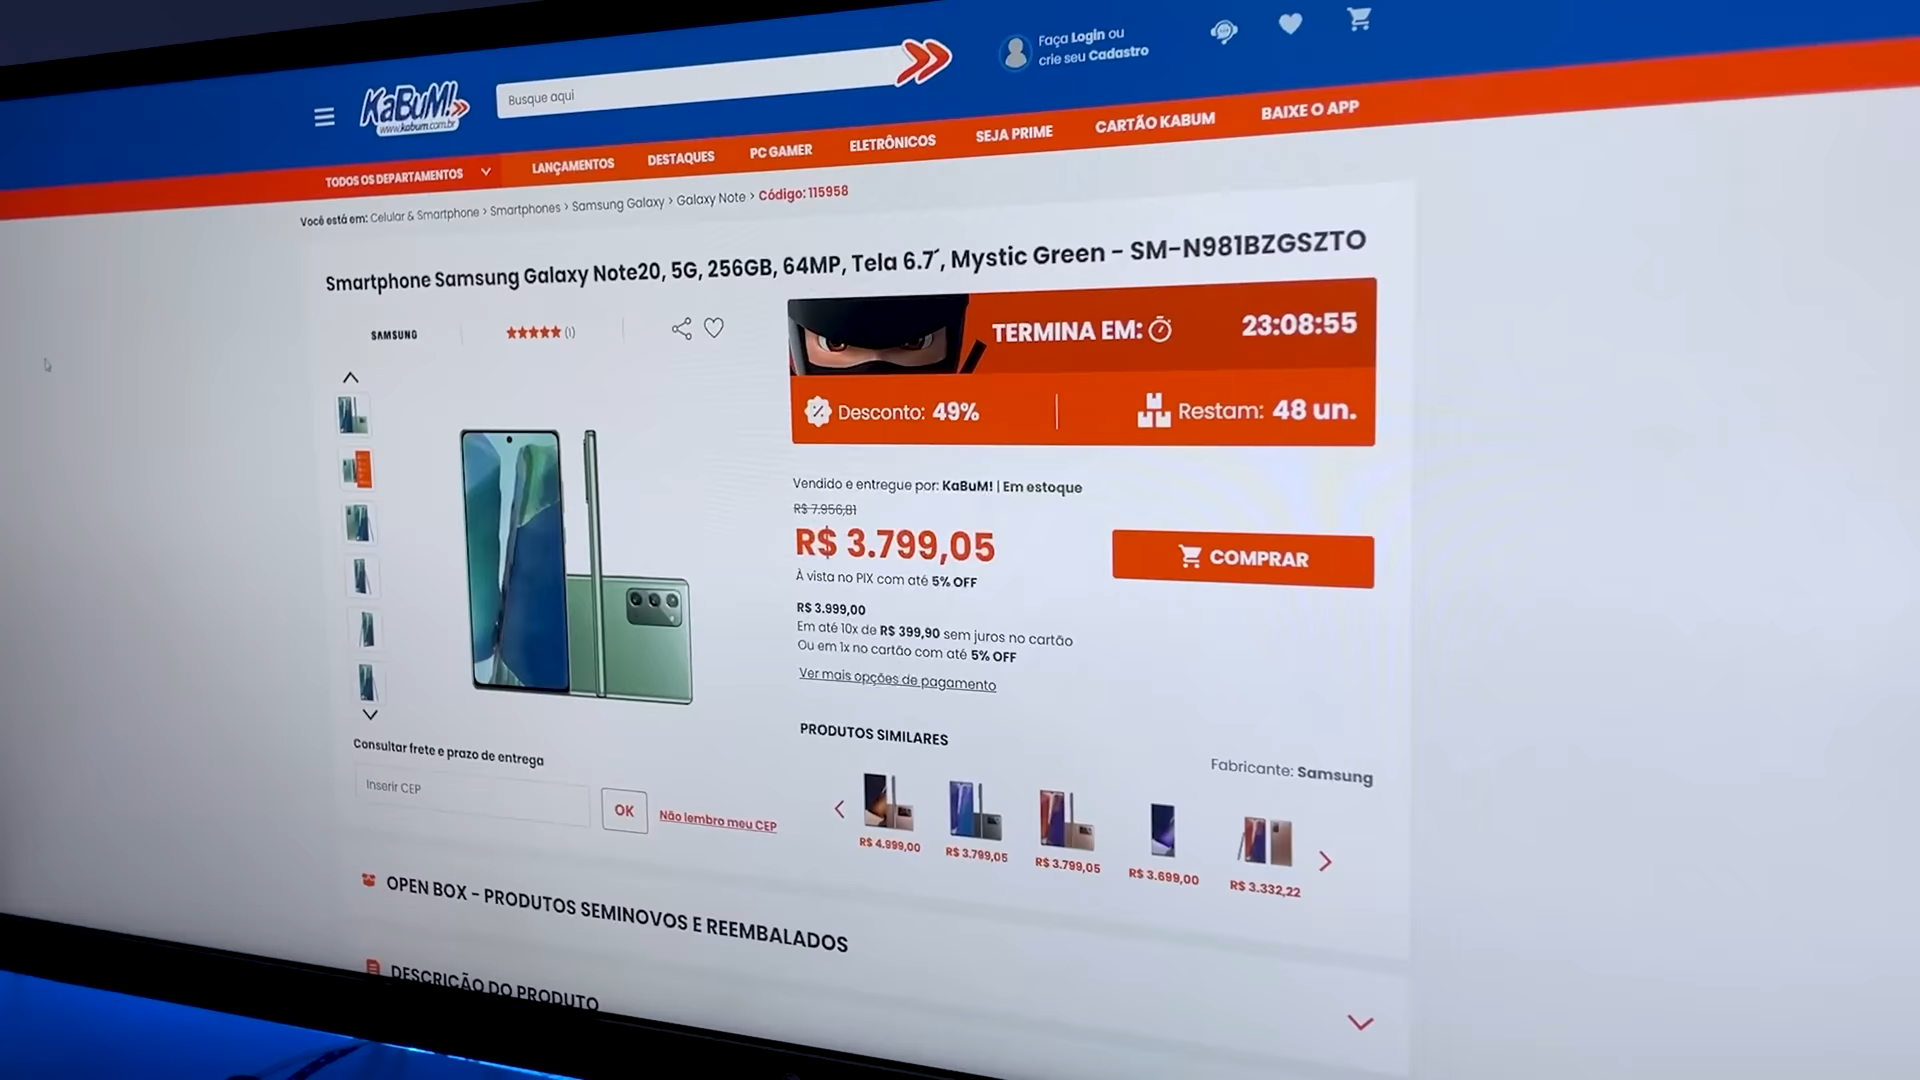 KaBuM!
www.kabum.com.br
Busque aqui
Faça Login ou
crie seu Cadastro
TODOS OS DEPARTAMENTOS
LANÇAMENTOS
DESTAQUES
PC GAMER
ELETRÔNICOS
SEJA PRIME
CARTÃO KABUM
BAIXE O APP
Você está em: Celular & Smartphone > Smartphones > Samsung Galaxy > Galaxy Note > Código: 115958
Smartphone Samsung Galaxy Note20, 5G, 256GB, 64MP, Tela 6.7´, Mystic Green - SM-N981BZGSZTO
SAMSUNG
(1)
TERMINA EM:
23:08:55
Desconto: 49%
Restam: 48 un.
Vendido e entregue por: KaBuM! | Em estoque
R$ 7.956,81
R$ 3.799,05
COMPRAR
À vista no PIX com até 5% OFF
R$ 3.999,00
Em até 10x de R$ 399,90 sem juros no cartão
Ou em 1x no cartão com até 5% OFF
Ver mais opções de pagamento
PRODUTOS SIMILARES
Fabricante: Samsung
Consultar frete e prazo de entrega
Inserir CEP
OK
Não lembro meu CEP
R$ 4.999,00
R$ 3.799,05
R$ 3.799,05
R$ 3.699,00
R$ 3.332,22
OPEN BOX - PRODUTOS SEMINOVOS E REEMBALADOS
DESCRIÇÃO DO PRODUTO